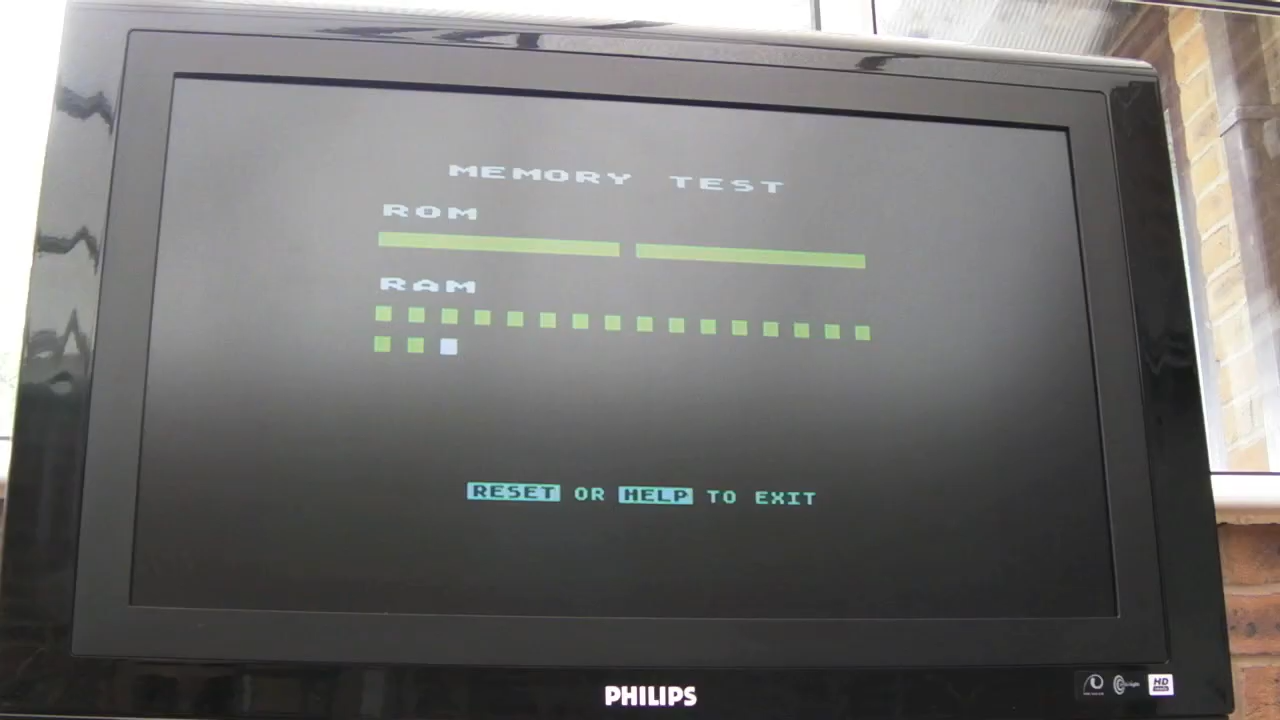 MEMORY TEST
ROM
RAM
RESET OR HELP TO EXIT
PHILIPS
HD